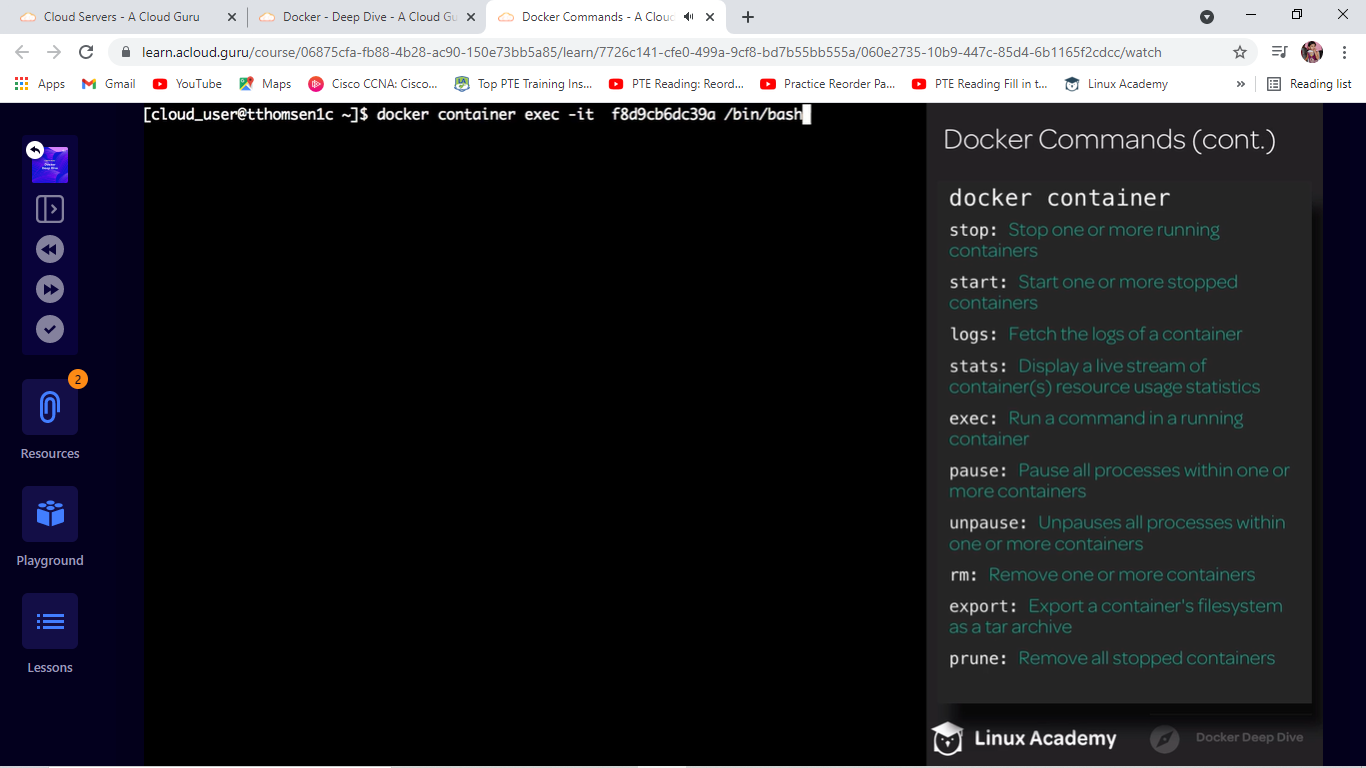 Cloud Servers - A Cloud Guru
Docker - Deep Dive - A Cloud Gu
Docker Commands - A Cloud
learn.acloud.guru/course/06875cfa-fb88-4b28-ac90-150e73bb5a85/learn/7726c141-cfe0-499a-9cf8-bd7b55bb555a/060e2735-10b9-447c-85d4-6b1165f2cdcc/watch
Apps
Gmail
YouTube
Maps
Cisco CCNA: Cisco...
Top PTE Training Ins...
PTE Reading: Reord...
Practice Reorder Pa...
PTE Reading Fill in t...
Linux Academy
»
Reading list
[cloud_user@tthomsen1c ~]$ docker container exec -it  f8d9cb6dc39a /bin/bash
Docker
Deep Dive
2
Resources
Playground
Lessons
Docker Commands (cont.)
docker container
stop: Stop one or more running
containers
start: Start one or more stopped
containers
logs: Fetch the logs of a container
stats: Display a live stream of
container(s) resource usage statistics
exec: Run a command in a running
container
pause: Pause all processes within one or
more containers
unpause: Unpauses all processes within
one or more containers
rm: Remove one or more containers
export: Export a container's filesystem
as a tar archive
prune: Remove all stopped containers
Linux Academy
Docker Deep Dive